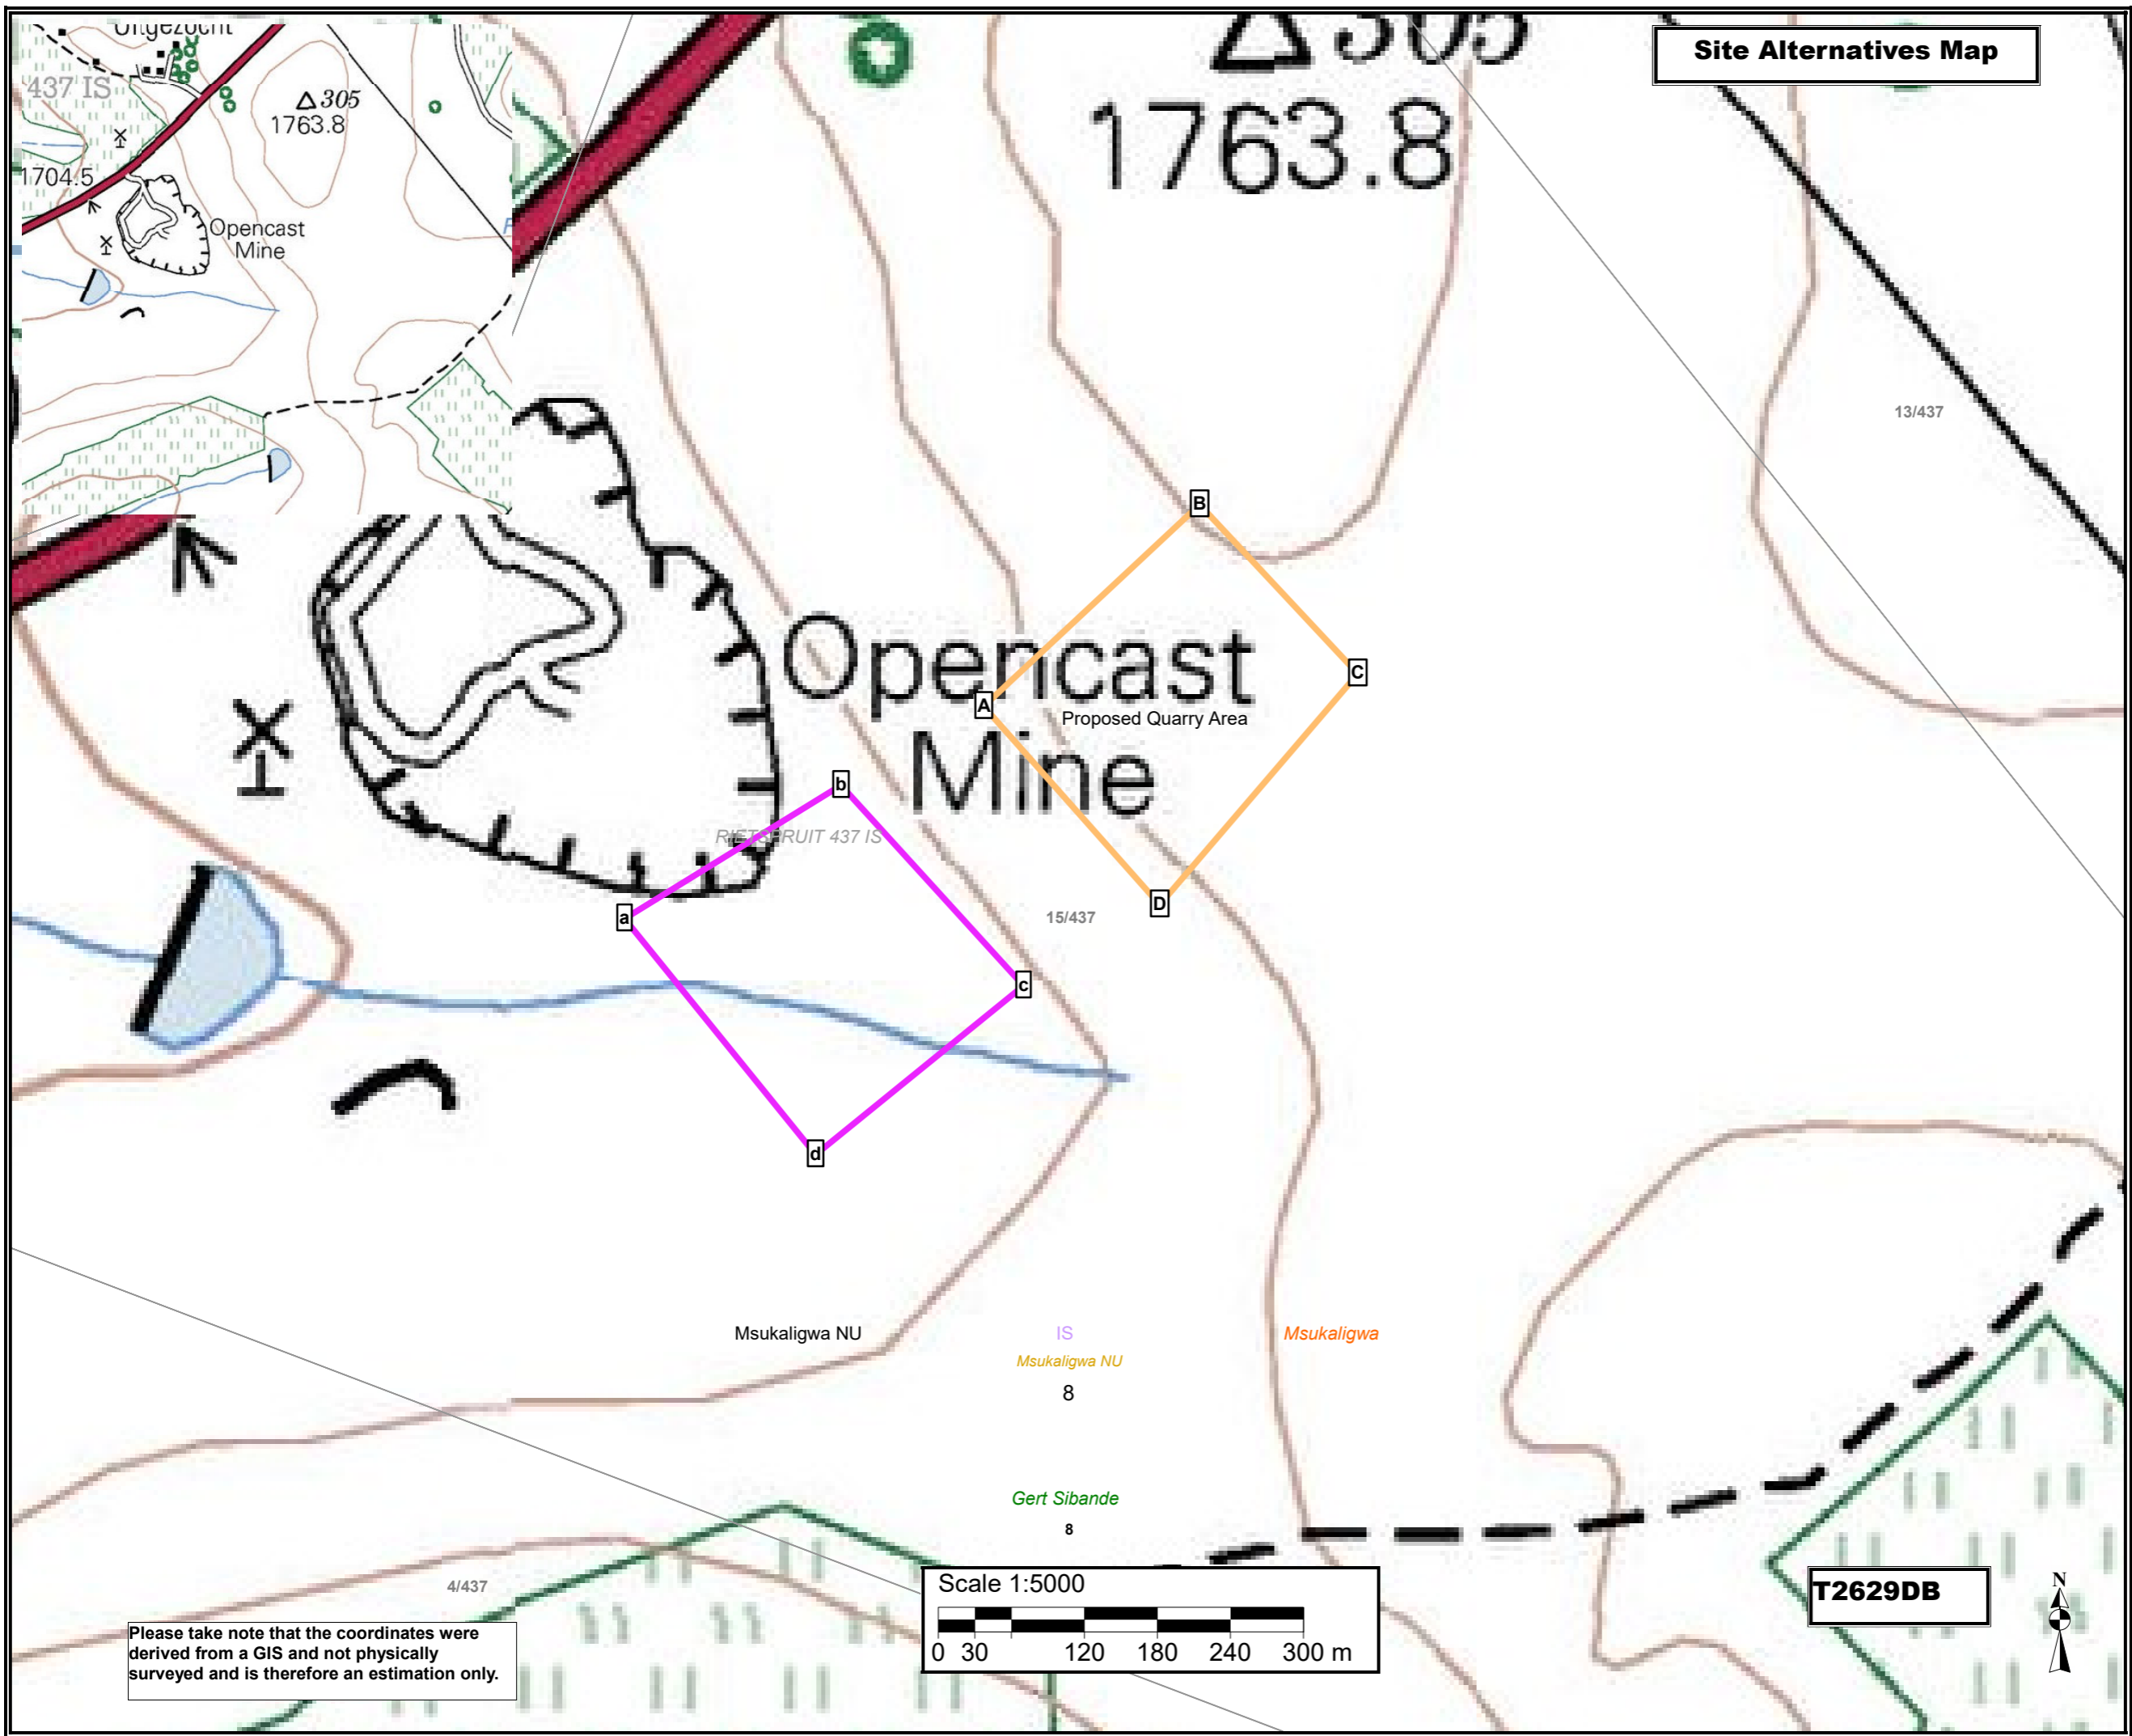 Site Alternatives Map
Uitgezocht
437 IS
305
1763.8
1704.5
Opencast
Mine
305
1763.8
13/437
B
Opencast
C
A
Proposed Quarry Area
Mine
b
RIETSPRUIT 437 IS
D
a
15/437
c
d
Msukaligwa NU
IS
Msukaligwa
Msukaligwa NU
8
Gert Sibande
8
4/437
Scale 1:5000
0 30 120 180 240 300 m
T2629DB
N
Please take note that the coordinates were
derived from a GIS and not physically
surveyed and is therefore an estimation only.